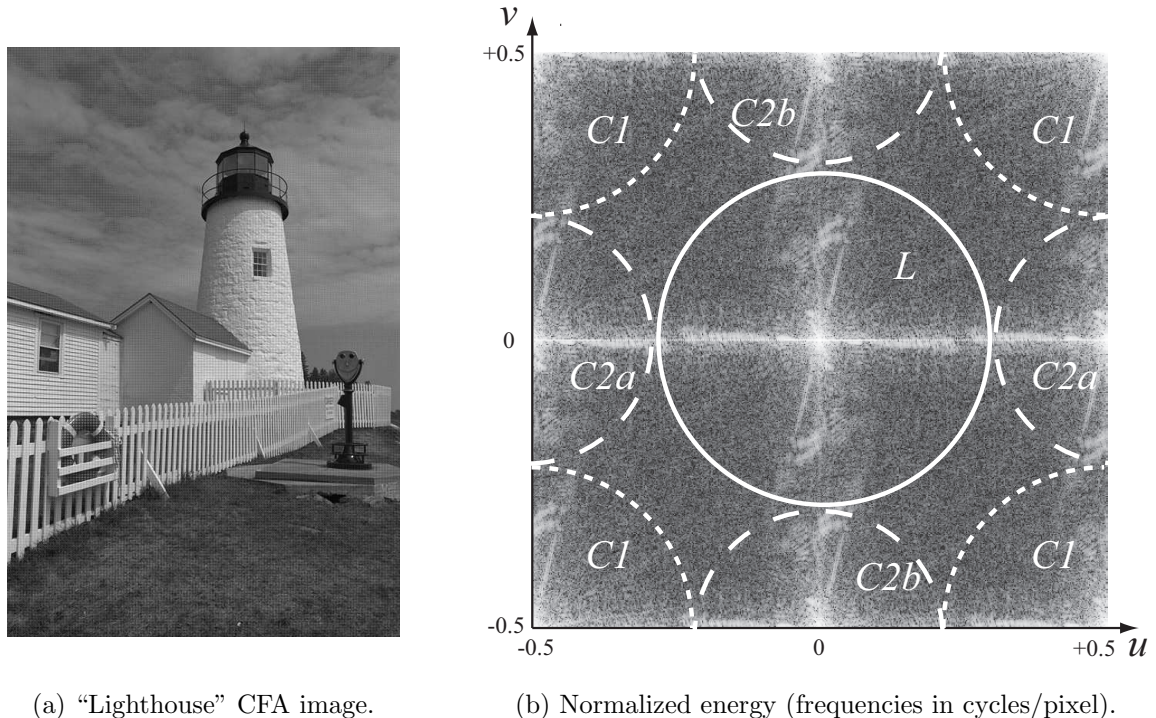 v
+0.5
C1 C2b C1
L
0
C2a C2a
C1 C2b C1
-0.5
-0.5 0 +0.5 u
(a) “Lighthouse” CFA image.
(b) Normalized energy (frequencies in cycles/pixel).